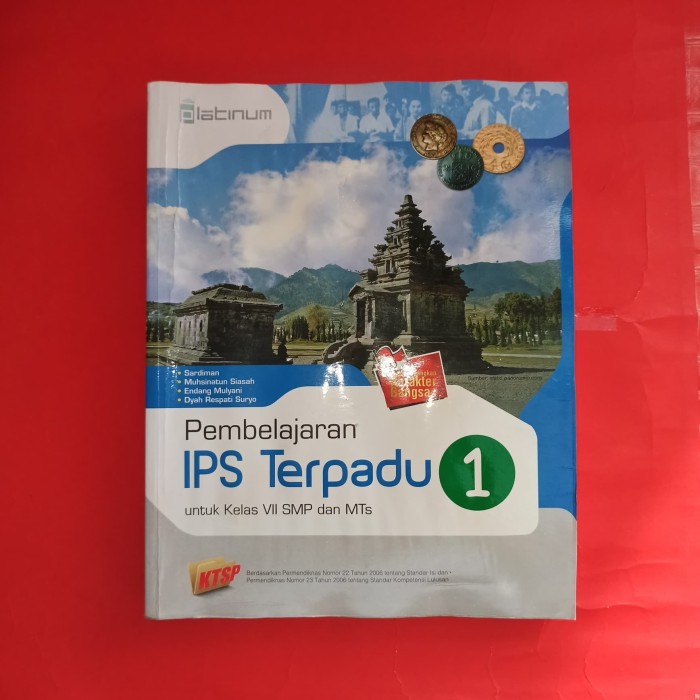 Platinum
• Sardiman
• Muhsinatun Siasah
• Endang Mulyani
• Dyah Respati Suryo
Bangsa
Pembelajaran
IPS Terpadu 1
untuk Kelas VII SMP dan MTs
KTSP
Berdasarkan Permendiknas Nomor 22 Tahun 2006 tentang Standar Isi dan
Permendiknas Nomor 23 Tahun 2006 tentang Standar Kompetensi Lulusan